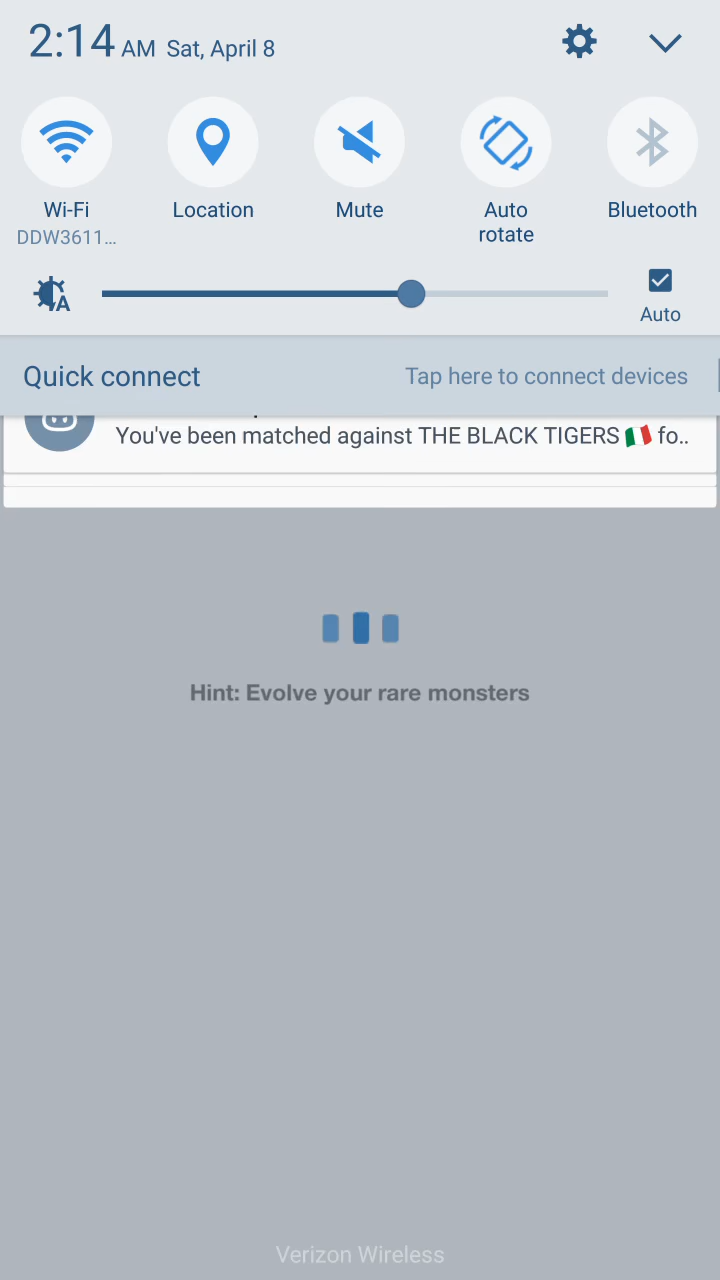 2:14 AM Sat, April 8
Wi-Fi
DDW3611...
Location
Mute
Auto
rotate
Bluetooth
A
Auto
Quick connect
Tap here to connect devices
You've been matched against THE BLACK TIGERS 🇮🇹 fo..
Hint: Evolve your rare monsters
Verizon Wireless